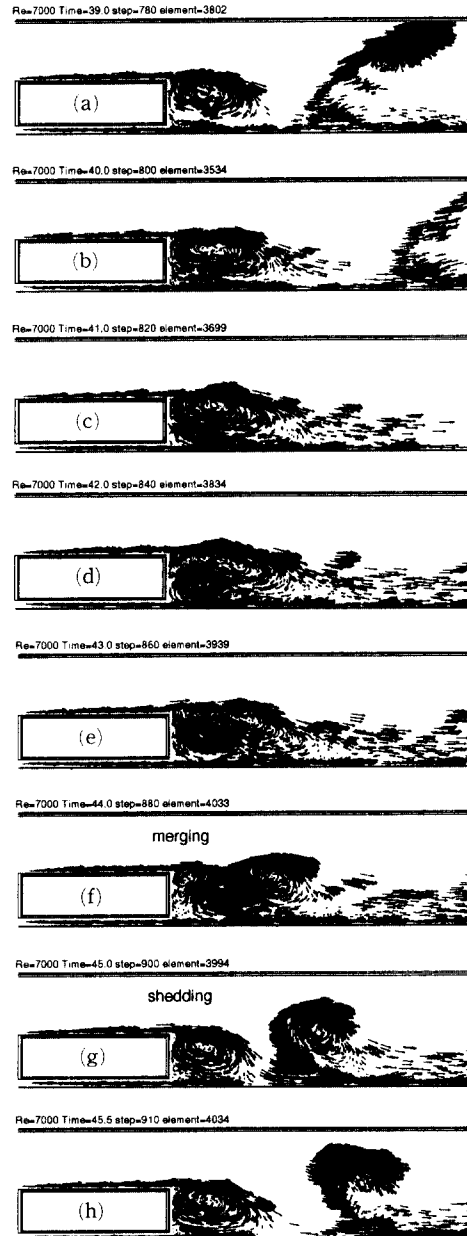 Re=7000 Time=39.0 step=780 element=3802
(a)
Re=7000 Time=40.0 step=800 element=3534
(b)
Re=7000 Time=41.0 step=820 element=3699
(c)
Re=7000 Time=42.0 step=840 element=3834
(d)
Re=7000 Time=43.0 step=860 element=3939
(e)
Re=7000 Time=44.0 step=880 element=4033
merging
(f)
Re=7000 Time=45.0 step=900 element=3994
shedding
(g)
Re=7000 Time=45.5 step=910 element=4034
(h)